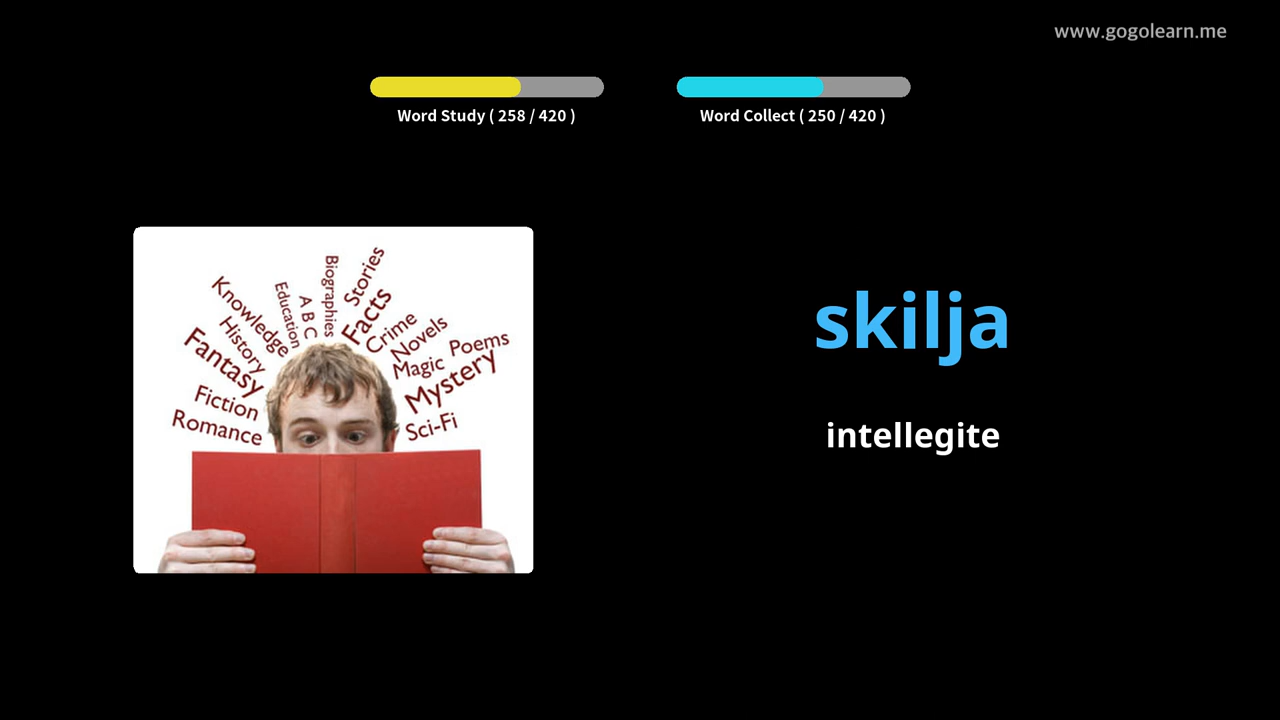 www.gogolearn.me
Word Study ( 258 / 420 )
Word Collect ( 250 / 420 )
Knowledge
History
Fantasy
Fiction
Romance
Education
A B C
Biographies
Stories
Facts
Crime
Novels
Magic
Poems
Mystery
Sci-Fi
skilja
intellegite